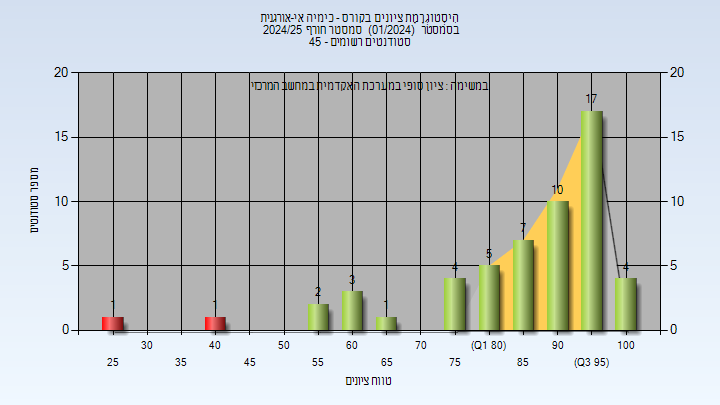 היסטוגרמת ציונים בקורס - כימיה אי-אורגנית
בסמסטר (01/2024) סמסטר חורף 2024/25
סטודנטים רשומים - 45
במשימה : ציון סופי במערכת האקדמית במחשב המרכזי
20 20
15 15
10 10
5 5
0 0
מספר סטודנטים
1 1 2 3 1 4 5 7 10 17 4
30 40 50 60 70 (Q1 80) 90 100
25 35 45 55 65 75 85 (Q3 95)
טווח ציונים